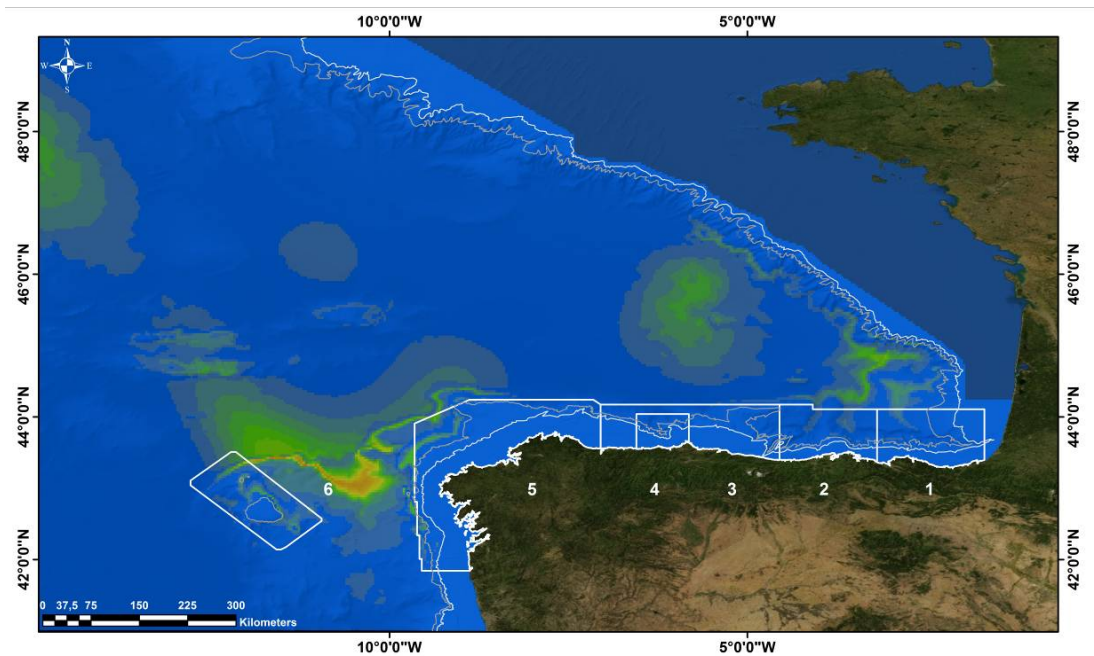 10°0'0"W 5°0'0"W
N
W E
S
48°0'0"N 48°0'0"N
46°0'0"N 46°0'0"N
44°0'0"N 44°0'0"N
6 5 4 3 2 1
42°0'0"N 42°0'0"N
0 37,5 75 150 225 300
Kilometers
10°0'0"W 5°0'0"W